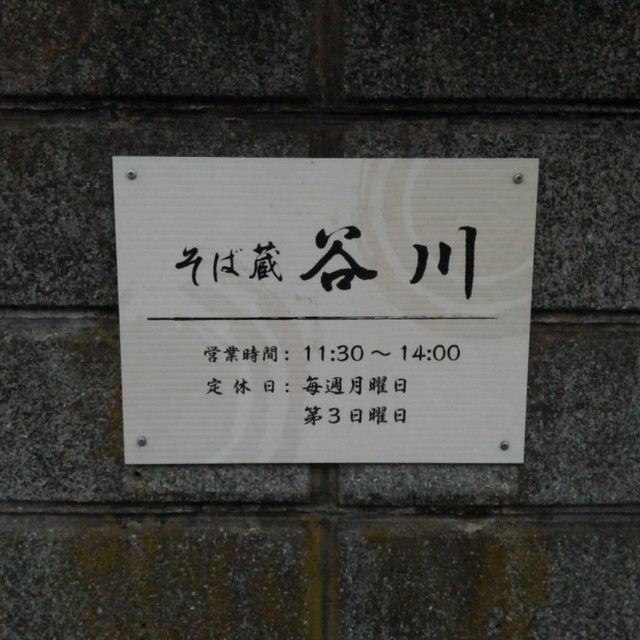 そば蔵 谷川
営業時間: 11:30～14:00
定休日: 毎週月曜日
第3日曜日